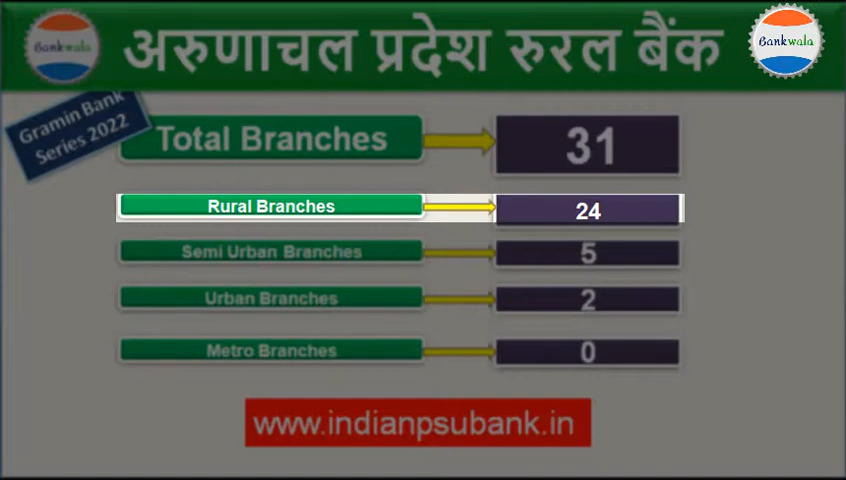 Bankwala
अरुणाचल प्रदेश रुरल बैंक
Bankwala
Gramin Bank
Series 2022
Total Branches
31
Rural Branches
24
Semi Urban Branches
5
Urban Branches
2
Metro Branches
0
www.indianpsubank.in